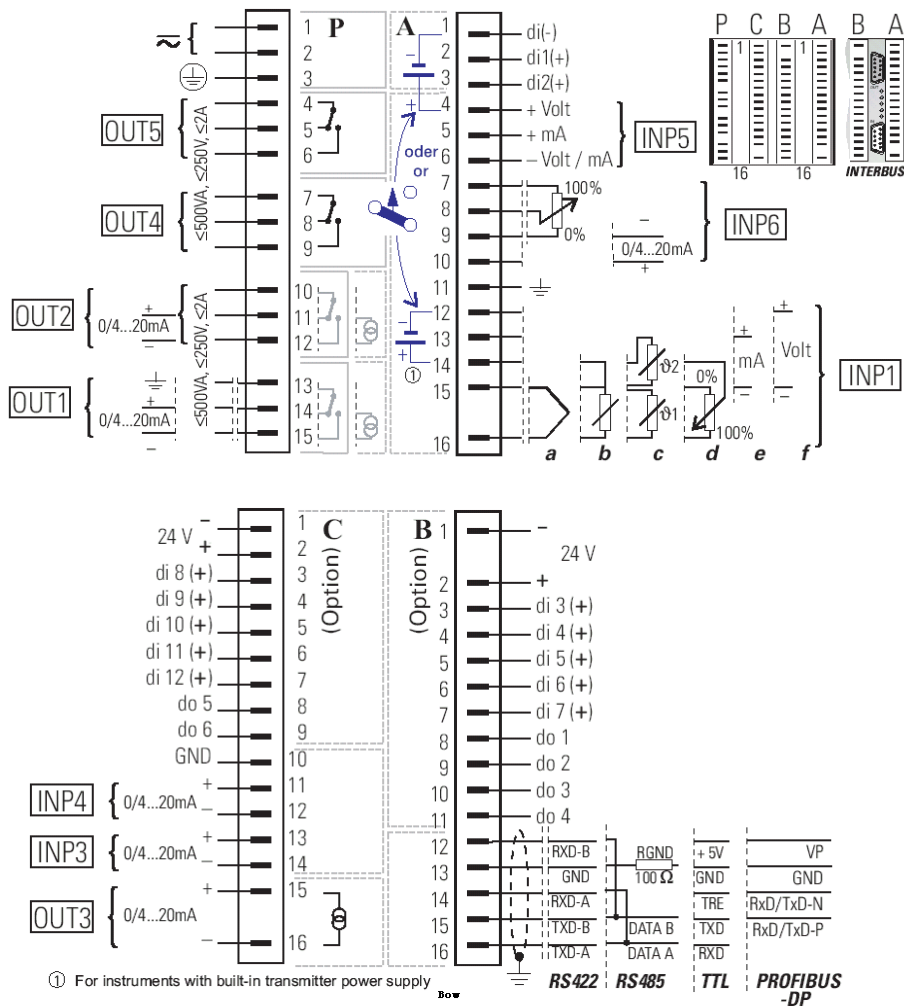 P C B A B A
1 1
16 16
OUT
IN
INTERBUS
P A
1 1 di(-)
2 2 di1(+)
3 3 di2(+)
OUT5 ≤500VA, ≤250V, ≤2A
4 4 + Volt
5 5 + mA INP5
6 6 – Volt / mA
oder
or
OUT4
7 7 100%
8 8
9 9 0%
– 0/4...20mA + INP6
10 10
11 11
12 12
OUT2 + 0/4...20mA –
≤500VA, ≤250V, ≤2A
13 13
14 14
OUT1 + 0/4...20mA –
15 15
16
– +
– +
①
ϑ2
ϑ1
0%
100%
+ mA –
+ Volt –
INP1
a b c d e f
C (Option) B (Option)
24 V – 1 1 –
+ 2 24 V
2 +
di 8 (+) 3 3 di 3 (+)
di 9 (+) 4 4 di 4 (+)
di 10 (+) 5 5 di 5 (+)
di 11 (+) 6 6 di 6 (+)
di 12 (+) 7 7 di 7 (+)
do 5 8 8 do 1
do 6 9 9 do 2
GND 10 10 do 3
INP4 0/4...20mA + 11 11 do 4
– 12 12 RXD-B RGND + 5V VP
INP3 0/4...20mA + 13 13 GND 100 Ω GND GND
– 14 14 RXD-A TRE RxD/TxD-N
OUT3 0/4...20mA + 15 15 TXD-B DATA B TXD RxD/TxD-P
– 16 16 TXD-A DATA A RXD
RS422 RS485 TTL PROFIBUS
-DP
① For instruments with built-in transmitter power supply
Bow